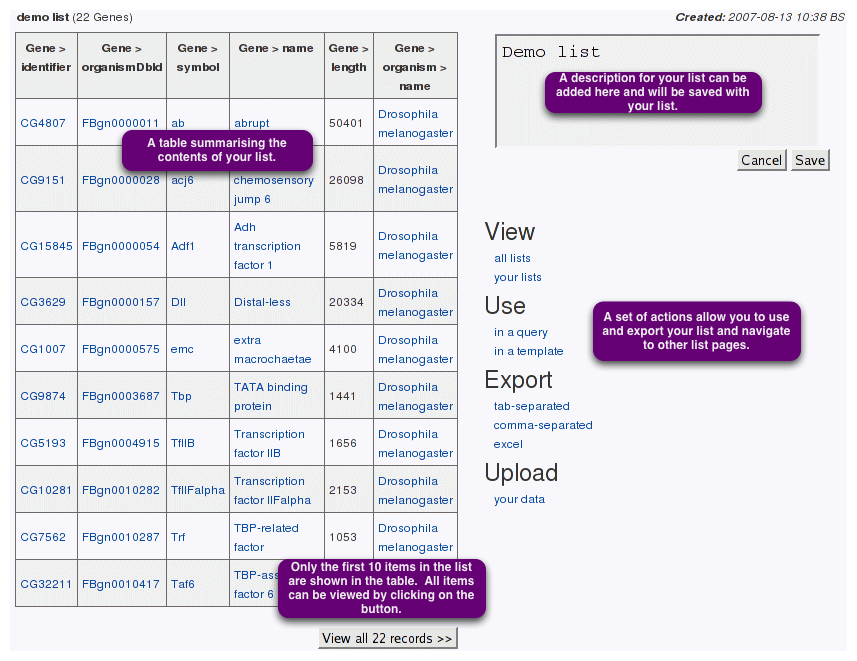 demo list (22 Genes)
Created: 2007-08-13 10:38 BS
Gene > identifier
Gene > organismDbId
Gene > symbol
Gene > name
Gene > length
Gene > organism > name
CG4807 FBgn0000011 ab abrupt 50401 Drosophila melanogaster
A table summarising the
contents of your list.
CG9151 FBgn0000028 acj6 chemosensory jump 6 26098 Drosophila melanogaster
CG15845 FBgn0000054 Adf1 Adh transcription factor 1 5819 Drosophila melanogaster
CG3629 FBgn0000157 Dll Distal-less 20334 Drosophila melanogaster
CG1007 FBgn0000575 emc extra macrochaetae 4100 Drosophila melanogaster
CG9874 FBgn0003687 Tbp TATA binding protein 1441 Drosophila melanogaster
CG5193 FBgn0004915 TfIIB Transcription factor IIB 1656 Drosophila melanogaster
CG10281 FBgn0010282 TfIIFalpha Transcription factor IIFalpha 2153 Drosophila melanogaster
CG7562 FBgn0010287 Trf TBP-related factor 1053 Drosophila melanogaster
CG32211 FBgn0010417 Taf6 TBP-ass factor 6
Only the first 10 items in the list
are shown in the table. All items
can be viewed by clicking on the
button.
View all 22 records >>
Demo list
A description for your list can be
added here and will be saved with
your list.
Cancel Save
View
all lists
your lists
Use
in a query
in a template
A set of actions allow you to use
and export your list and navigate
to other list pages.
Export
tab-separated
comma-separated
excel
Upload
your data